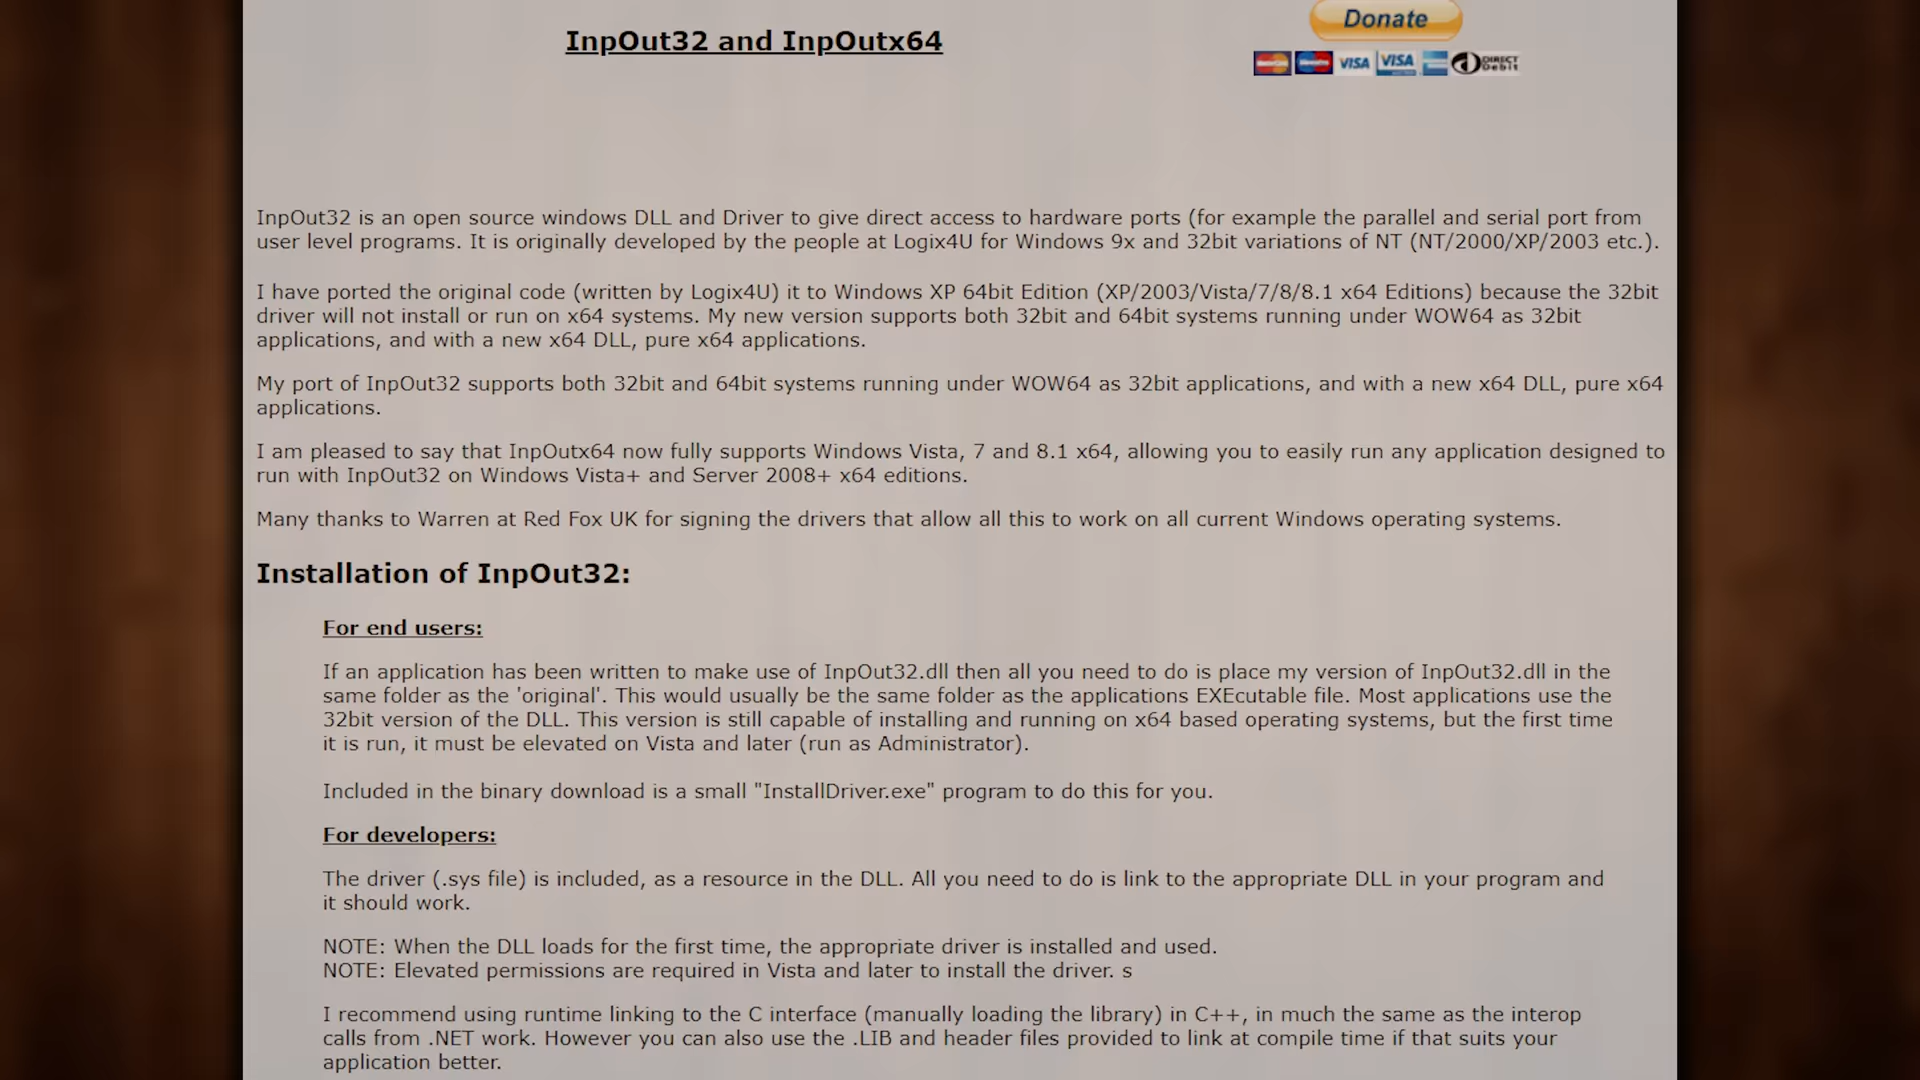 Donate
InpOut32 and InpOutx64
VISA VISA DIRECT
Debit
InpOut32 is an open source windows DLL and Driver to give direct access to hardware ports (for example the parallel and serial port from
user level programs. It is originally developed by the people at Logix4U for Windows 9x and 32bit variations of NT (NT/2000/XP/2003 etc.).
I have ported the original code (written by Logix4U) it to Windows XP 64bit Edition (XP/2003/Vista/7/8/8.1 x64 Editions) because the 32bit
driver will not install or run on x64 systems. My new version supports both 32bit and 64bit systems running under WOW64 as 32bit
applications, and with a new x64 DLL, pure x64 applications.
My port of InpOut32 supports both 32bit and 64bit systems running under WOW64 as 32bit applications, and with a new x64 DLL, pure x64
applications.
I am pleased to say that InpOutx64 now fully supports Windows Vista, 7 and 8.1 x64, allowing you to easily run any application designed to
run with InpOut32 on Windows Vista+ and Server 2008+ x64 editions.
Many thanks to Warren at Red Fox UK for signing the drivers that allow all this to work on all current Windows operating systems.
Installation of InpOut32:
For end users:
If an application has been written to make use of InpOut32.dll then all you need to do is place my version of InpOut32.dll in the
same folder as the 'original'. This would usually be the same folder as the applications EXEcutable file. Most applications use the
32bit version of the DLL. This version is still capable of installing and running on x64 based operating systems, but the first time
it is run, it must be elevated on Vista and later (run as Administrator).
Included in the binary download is a small "InstallDriver.exe" program to do this for you.
For developers:
The driver (.sys file) is included, as a resource in the DLL. All you need to do is link to the appropriate DLL in your program and
it should work.
NOTE: When the DLL loads for the first time, the appropriate driver is installed and used.
NOTE: Elevated permissions are required in Vista and later to install the driver. s
I recommend using runtime linking to the C interface (manually loading the library) in C++, in much the same as the interop
calls from .NET work. However you can also use the .LIB and header files provided to link at compile time if that suits your
application better.